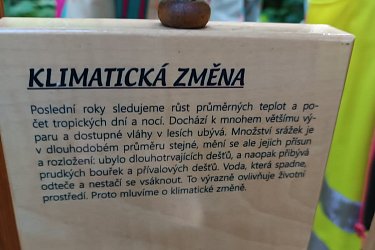 KLIMATICKÁ ZMĚNA
Poslední roky sledujeme růst průměrných teplot a po-
čet tropických dní a nocí. Dochází k mnohem většímu vý-
paru a dostupné vláhy v lesích ubývá. Množství srážek je
v dlouhodobém průměru stejné, mění se ale jejich přísun
a rozložení: ubylo dlouhotrvajících dešťů, a naopak přibývá
prudkých bouřek a přívalových dešťů. Voda, která spadne,
odteče a nestačí se vsáknout. To výrazně ovlivňuje životní
prostředí. Proto mluvíme o klimatické změně.